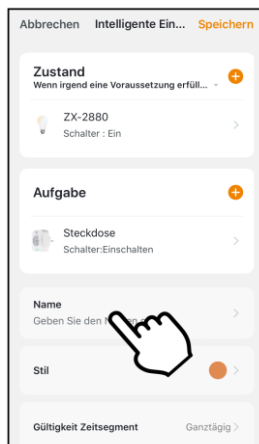 Abbrechen Intelligente Ein... Speichern
Zustand
Wenn irgend eine Voraussetzung erfüll...
ZX-2880
Schalter : Ein
Aufgabe
Steckdose
Schalter:Einschalten
Name
Geben Sie den
Stil
Gültigkeit Zeitsegment Ganztägig